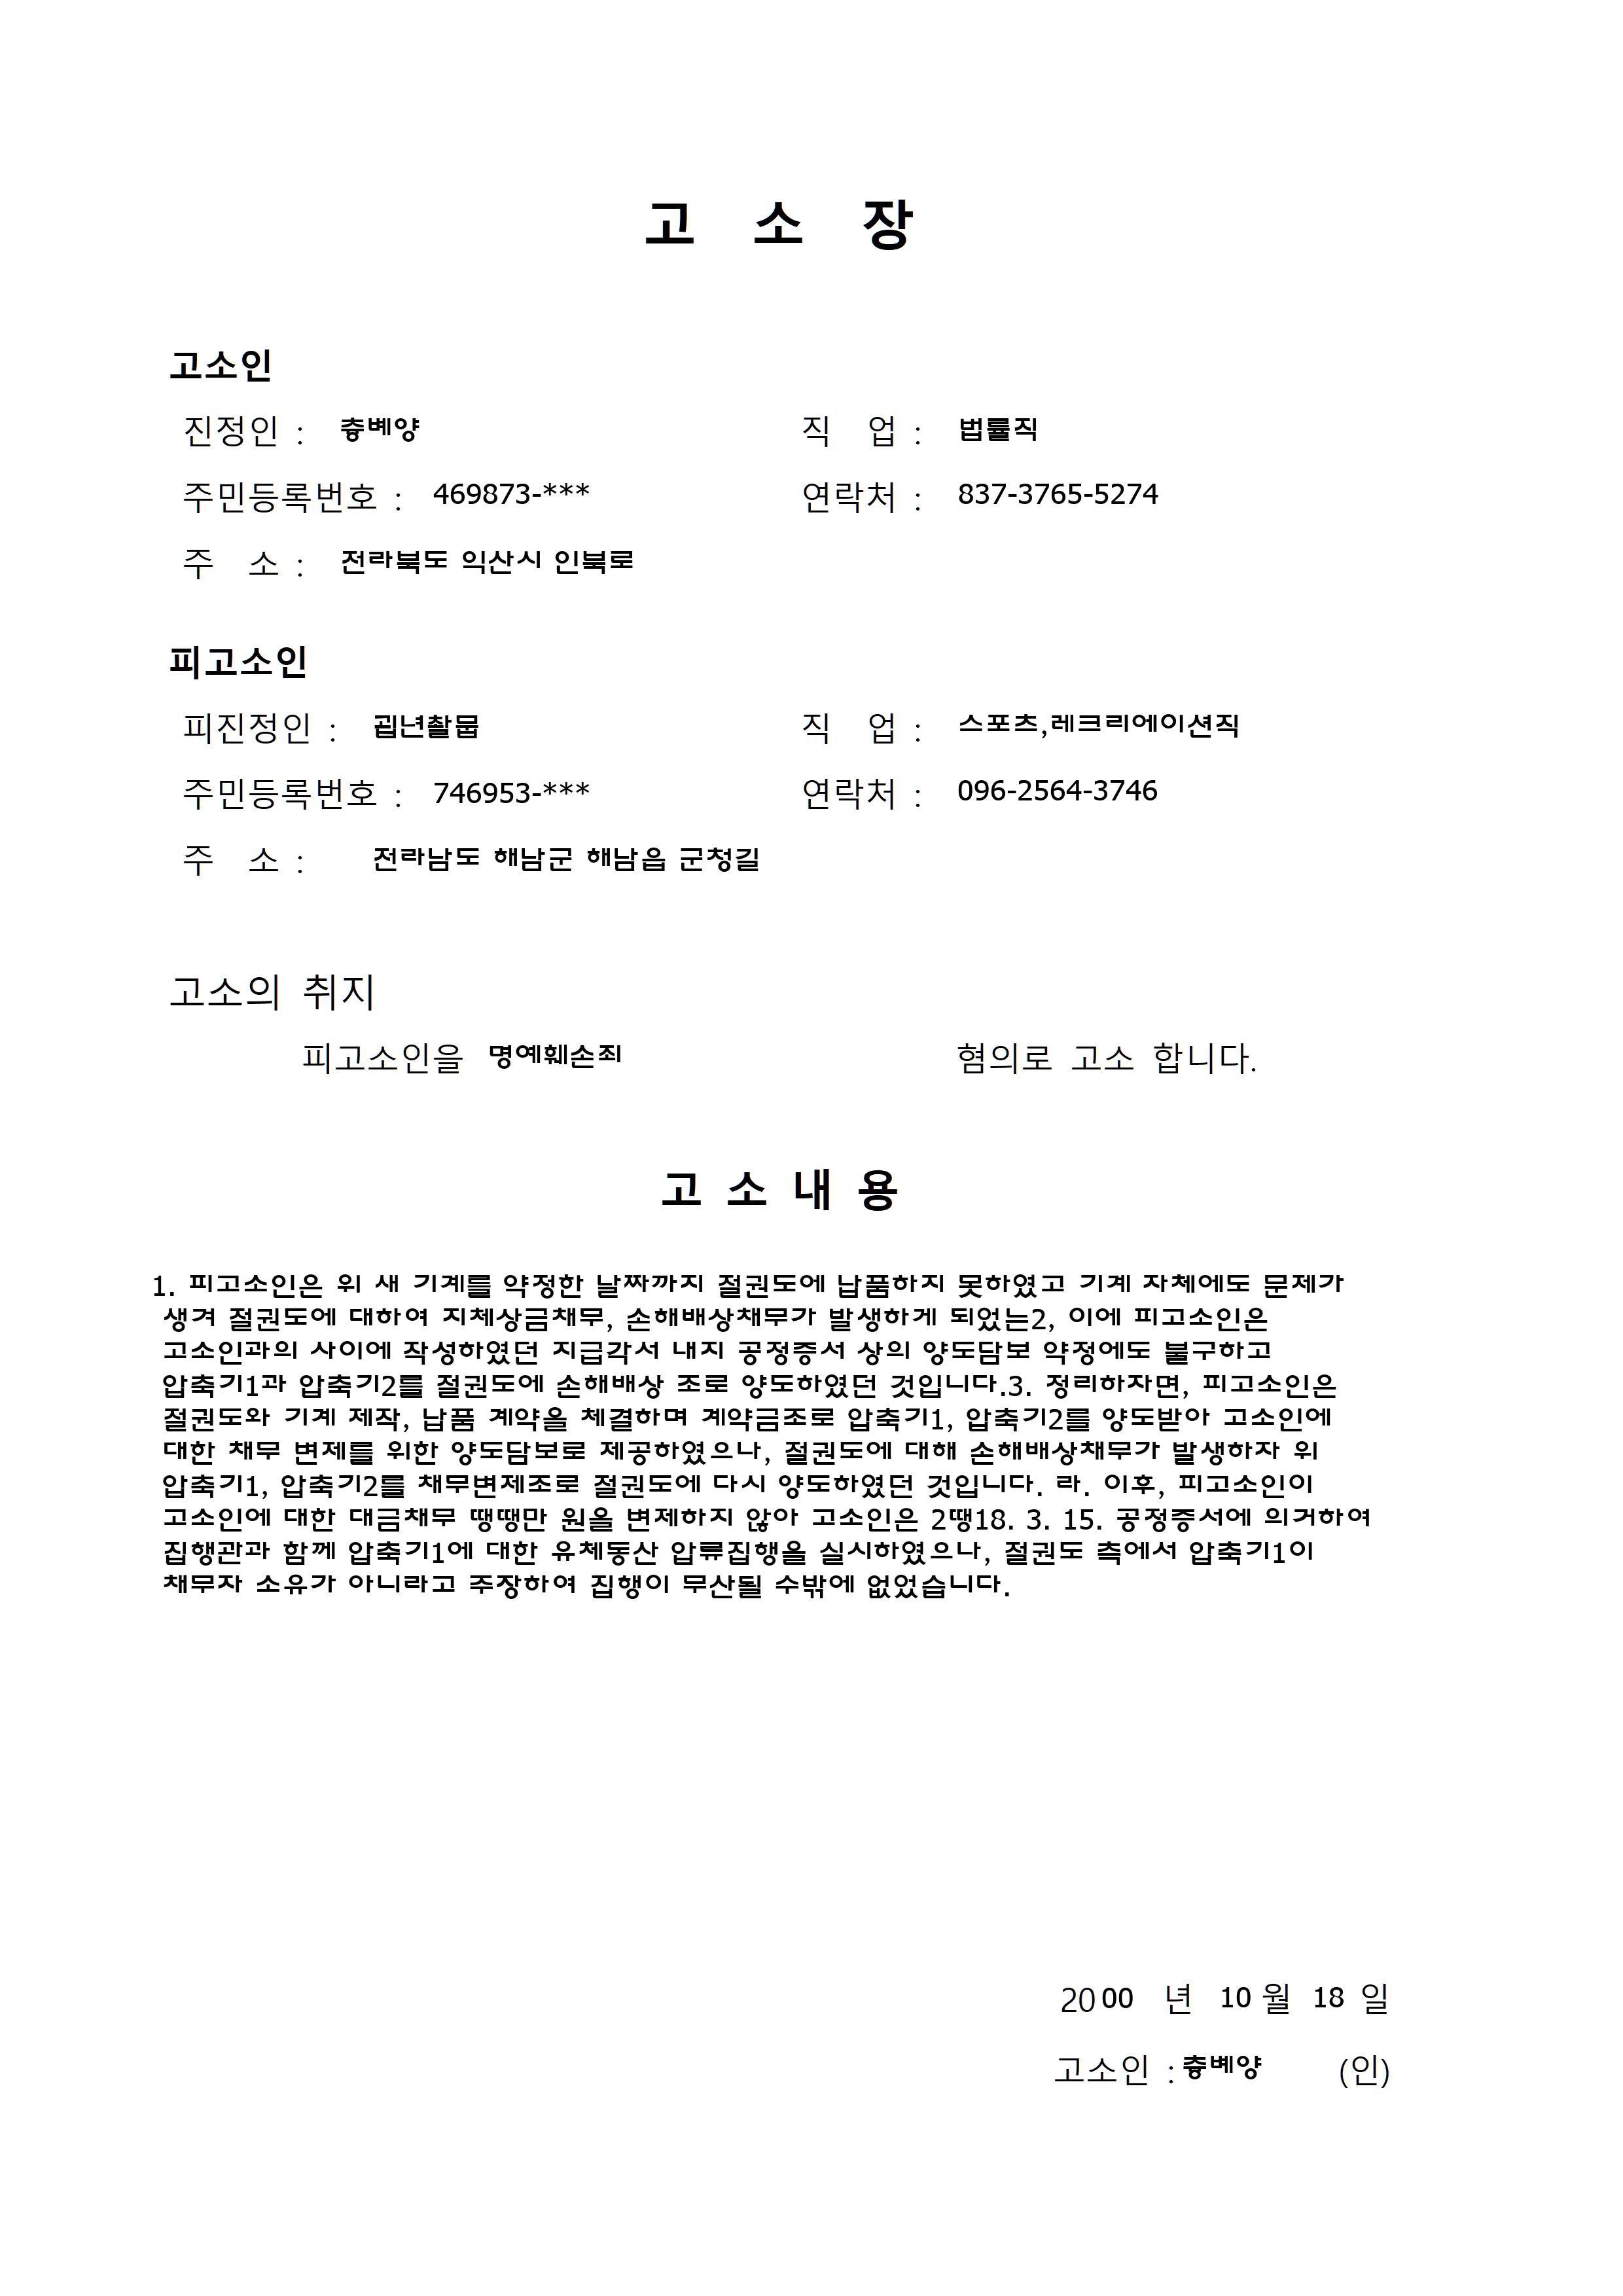 고 소 장
고소인
진정인 : 츙볘양 직 업 : 법률직
주민등록번호 : 469873-*** 연락처 : 837-3765-5274
주 소 : 전라북도 익산시 인북로
피고소인
피진정인 : 굅년촬뭅 직 업 : 스포츠,레크리에이션직
주민등록번호 : 746953-*** 연락처 : 096-2564-3746
주 소 : 전라남도 해남군 해남읍 군청길
고소의 취지
피고소인을 명예훼손죄 혐의로 고소 합니다.
고 소 내 용
1. 피고소인은 위 새 기계를 약정한 날짜까지 절권도에 납품하지 못하였고 기계 자체에도 문제가
생겨 절권도에 대하여 지체상금채무, 손해배상채무가 발생하게 되었는2, 이에 피고소인은
고소인과의 사이에 작성하였던 지급각서 내지 공정증서 상의 양도담보 약정에도 불구하고
압축기1과 압축기2를 절권도에 손해배상 조로 양도하였던 것입니다.3. 정리하자면, 피고소인은
절권도와 기계 제작, 납품 계약을 체결하며 계약금조로 압축기1, 압축기2를 양도받아 고소인에
대한 채무 변제를 위한 양도담보로 제공하였으나, 절권도에 대해 손해배상채무가 발생하자 위
압축기1, 압축기2를 채무변제조로 절권도에 다시 양도하였던 것입니다. 라. 이후, 피고소인이
고소인에 대한 대금채무 땡땡만 원을 변제하지 않아 고소인은 2땡18. 3. 15. 공정증서에 의거하여
집행관과 함께 압축기1에 대한 유체동산 압류집행을 실시하였으나, 절권도 측에서 압축기1이
채무자 소유가 아니라고 주장하여 집행이 무산될 수밖에 없었습니다.
2000 년 10 월 18 일
고소인 : 츙볘양 (인)